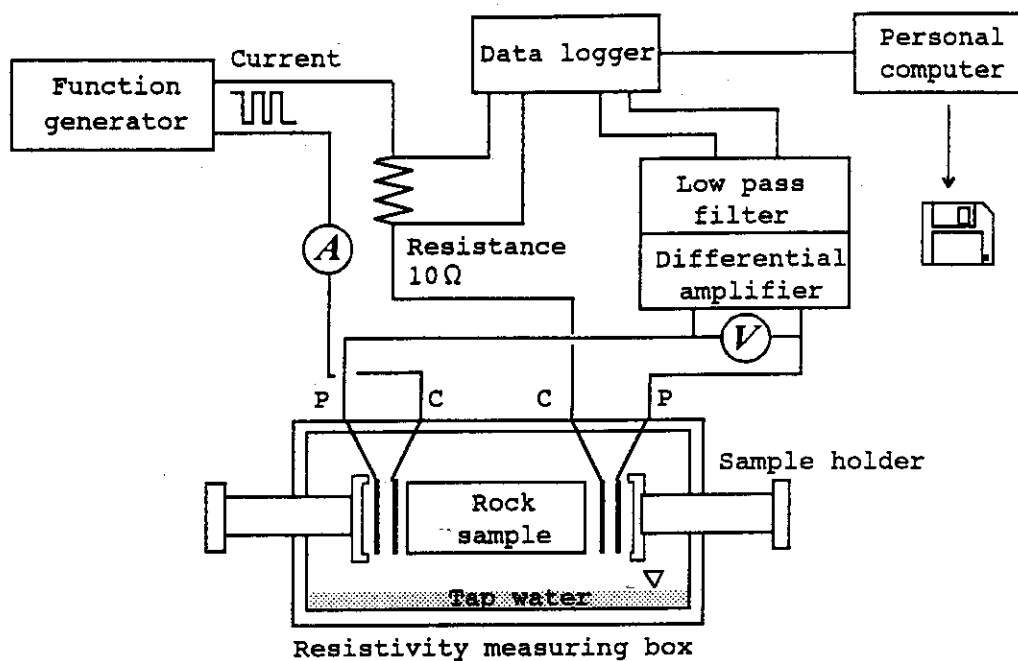 Function
generator
Current
Data logger
Personal
computer
A
Resistance
10Ω
Low pass
filter
Differential
amplifier
V
P
C
C
P
Sample holder
Rock
sample
Tap water
Resistivity measuring box